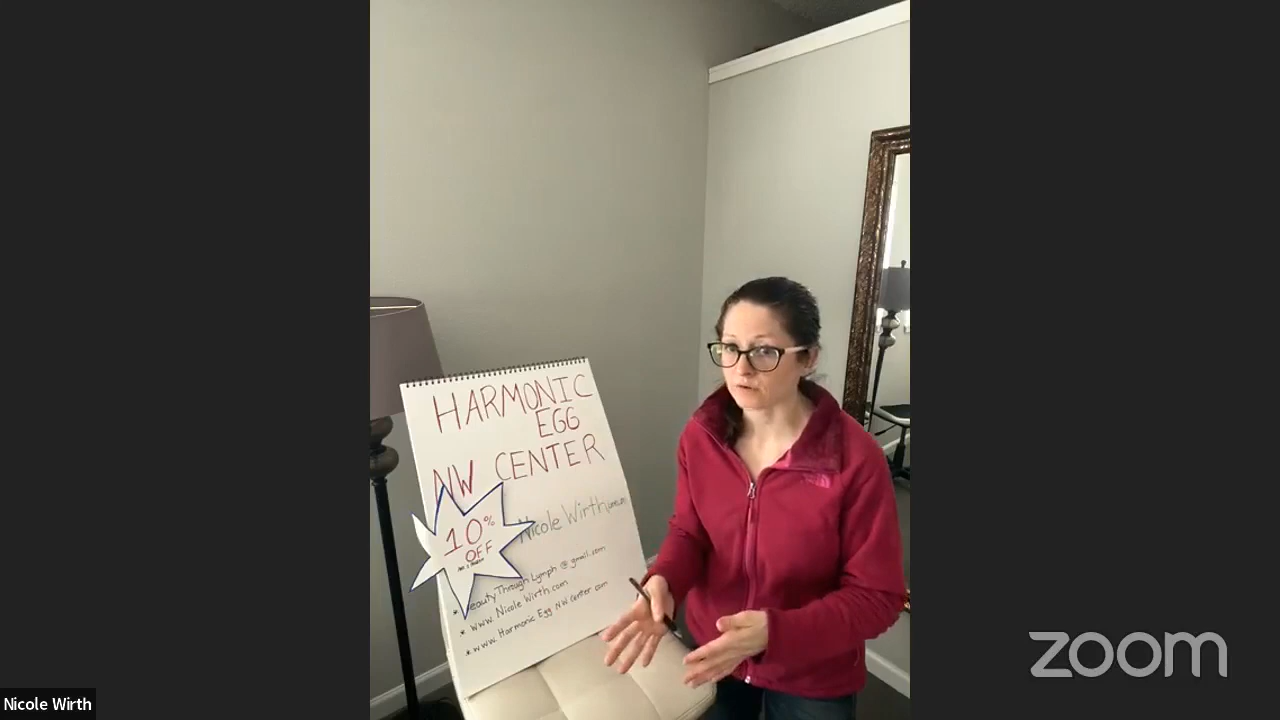 HARMONIC
EGG
NW CENTER
10%
OFF
Nicole Wirth
* BeautyThroughLymph@gmail.com
* www.NicoleWirth.com
* www.HarmonicEggNWCenter.com
Nicole Wirth
zoom